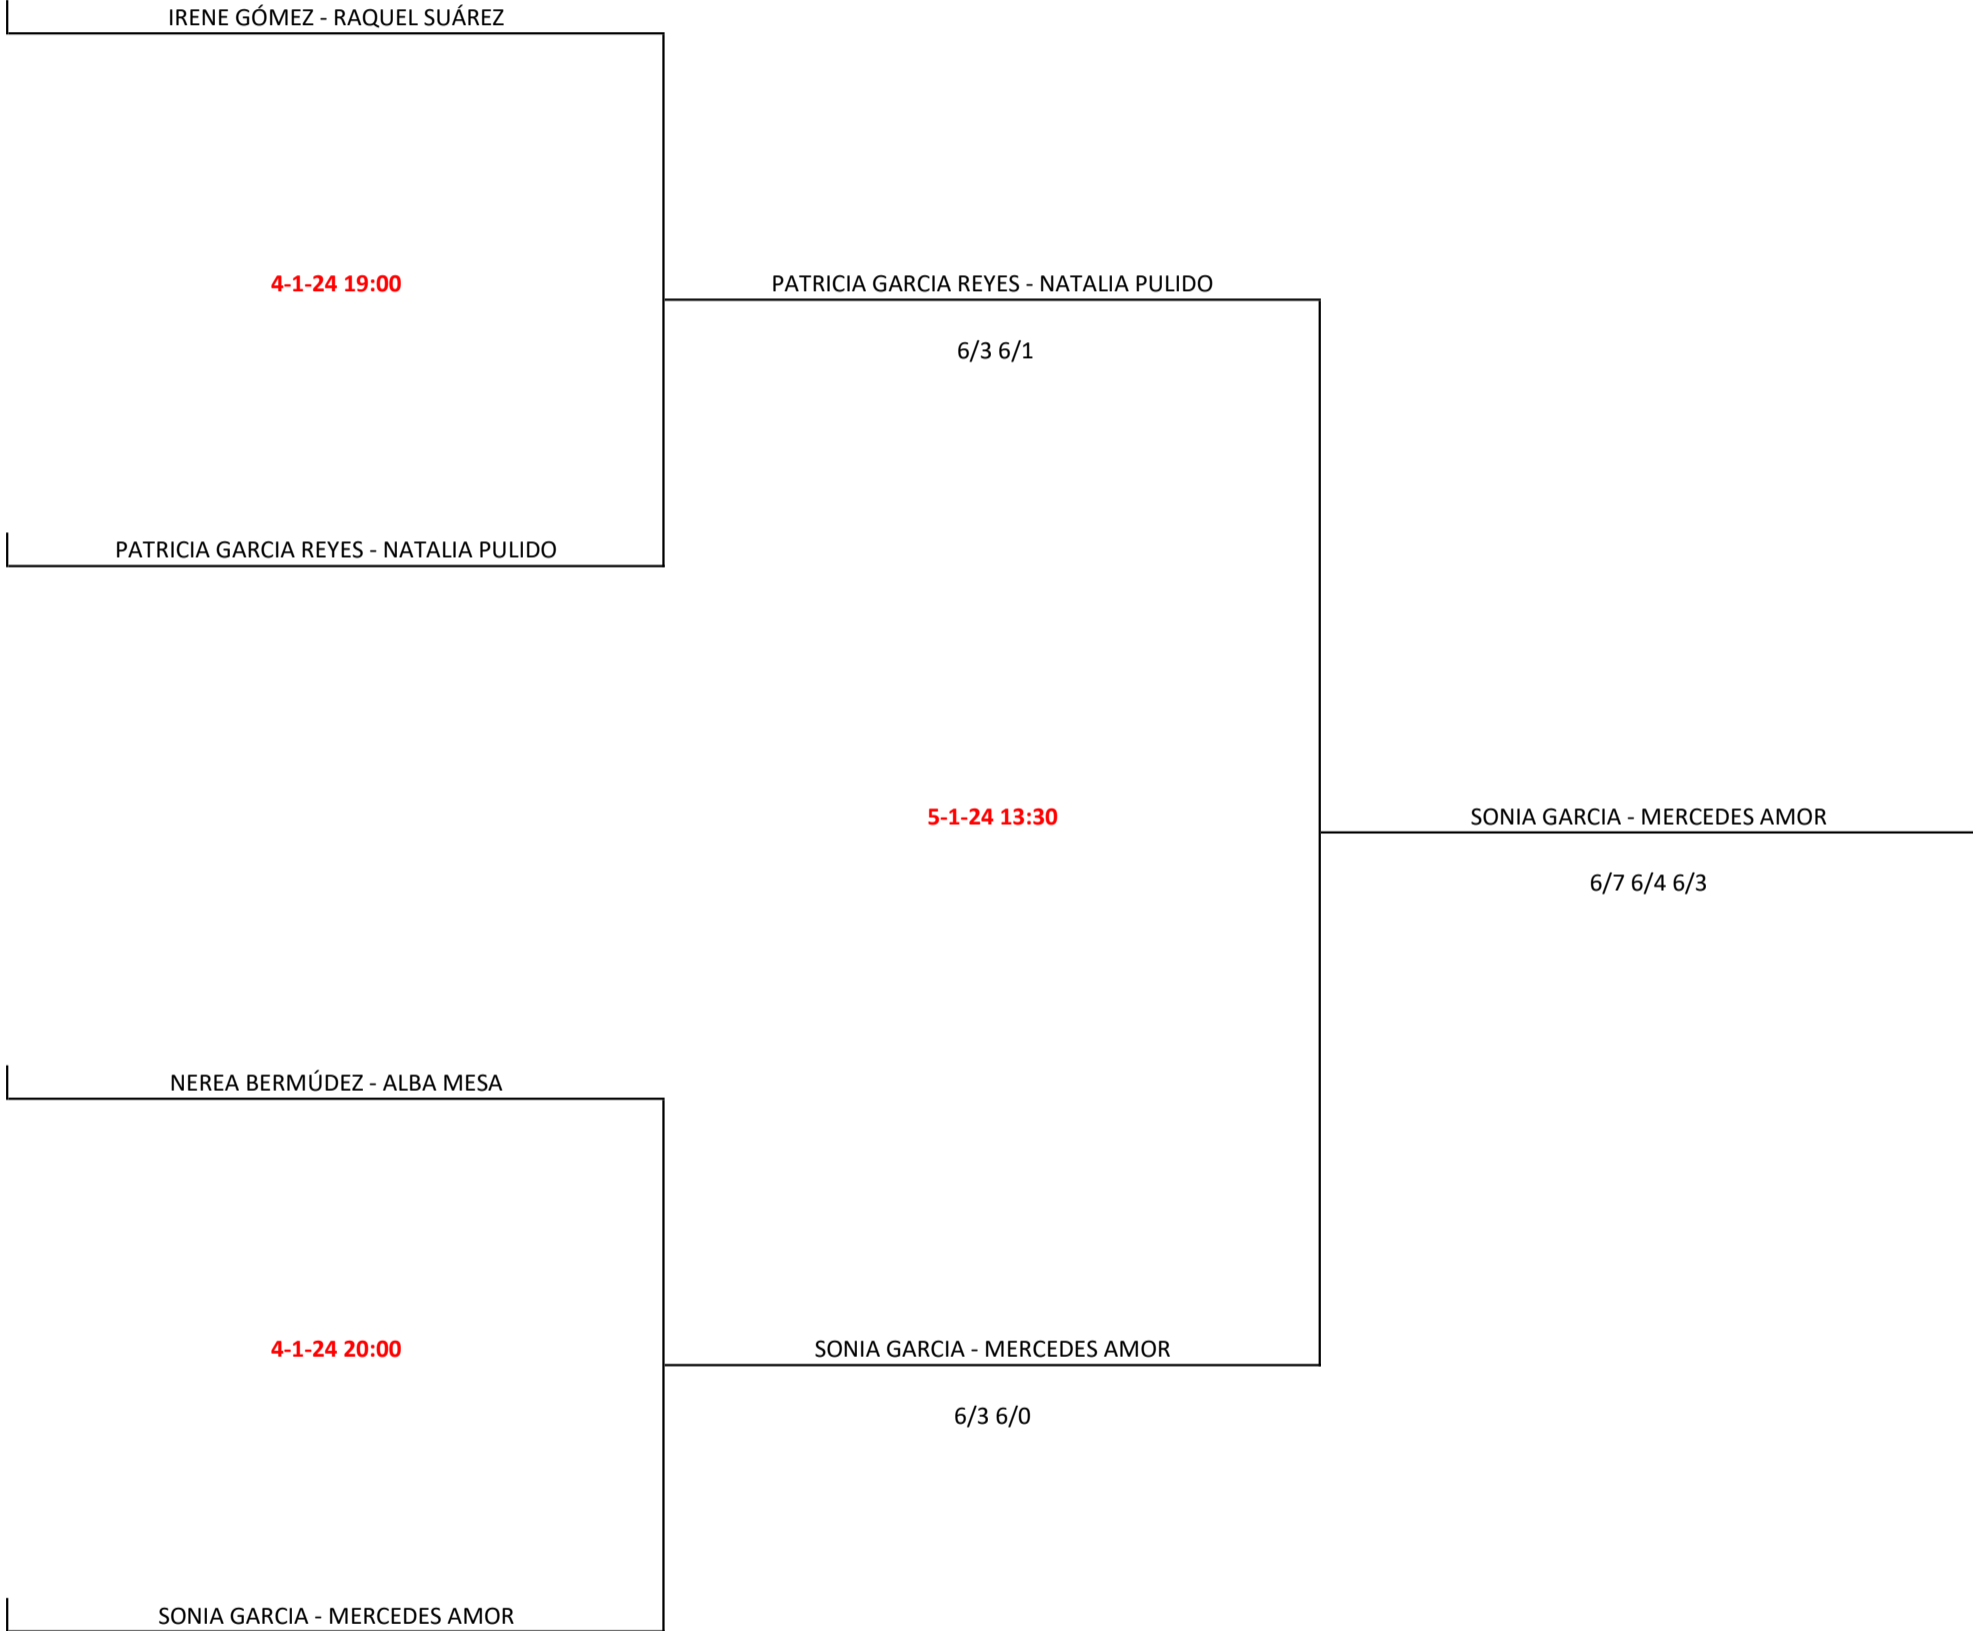 IRENE GÓMEZ - RAQUEL SUÁREZ
4-1-24 19:00
PATRICIA GARCIA REYES - NATALIA PULIDO
6/3 6/1
PATRICIA GARCIA REYES - NATALIA PULIDO
5-1-24 13:30
SONIA GARCIA - MERCEDES AMOR
6/7 6/4 6/3
NEREA BERMÚDEZ - ALBA MESA
4-1-24 20:00
SONIA GARCIA - MERCEDES AMOR
6/3 6/0
SONIA GARCIA - MERCEDES AMOR